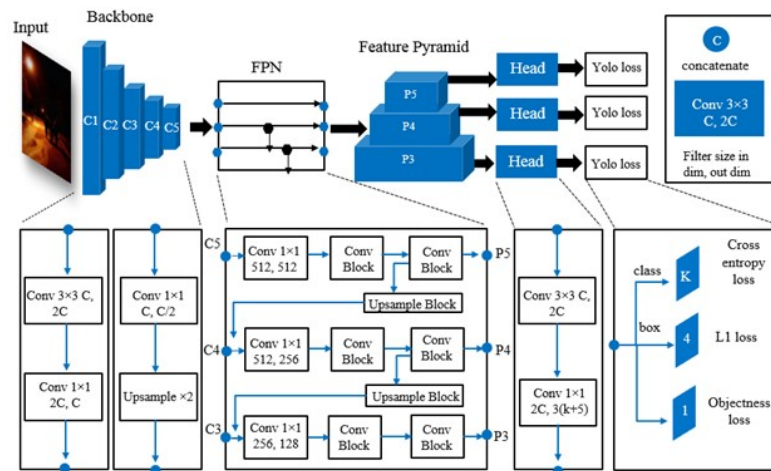 Input
Backbone
C1
C2
C3
C4
C5
FPN
Feature Pyramid
P5
P4
P3
Head
Head
Head
Yolo loss
Yolo loss
Yolo loss
C
concatenate
Conv 3×3
C, 2C
Filter size in
dim, out dim
Conv 3×3 C,
2C
Conv 1×1
2C, C
Conv 1×1
C, C/2
Upsample ×2
C5
Conv 1×1
512, 512
Conv
Block
Conv
Block
P5
Upsample Block
C4
Conv 1×1
512, 256
Conv
Block
Conv
Block
P4
Upsample Block
C3
Conv 1×1
256, 128
Conv
Block
Conv
Block
P3
Conv 3×3 C,
2C
Conv 1×1
2C, 3(k+5)
class
K
Cross
entropy
loss
box
4
L1 loss
1
Objectness
loss